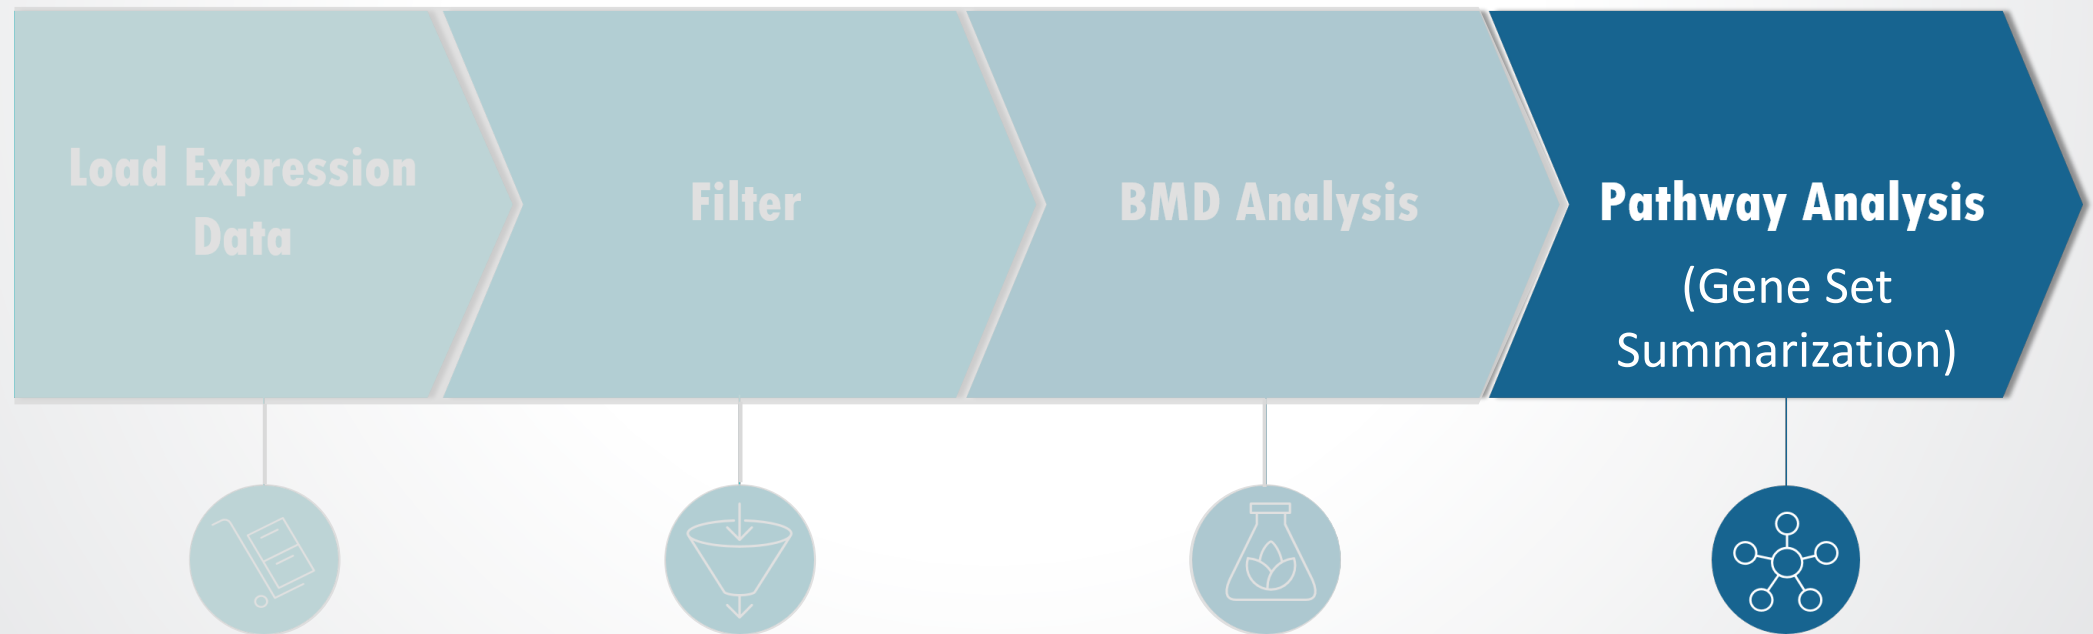 Load Expression
Data
Filter
BMD Analysis
Pathway Analysis
(Gene Set
Summarization)